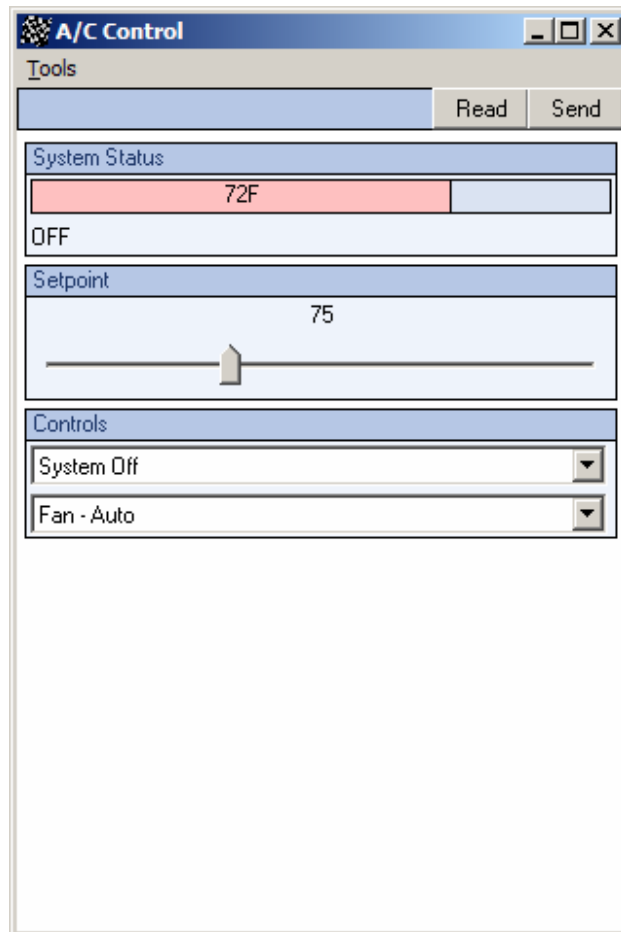 A/C Control
Tools
Read Send
System Status
72F
OFF
Setpoint
75
Controls
System Off
Fan - Auto